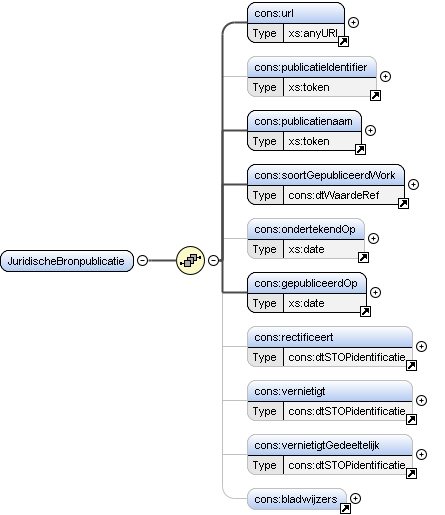 cons:url
Type xs:anyURI
cons:publicatieIdentifier
Type xs:token
cons:publicatienaam
Type xs:token
cons:soortGepubliceerdWork
Type cons:dtWaardeRef
cons:ondertekendOp
Type xs:date
JuridischeBronpublicatie
cons:gepubliceerdOp
Type xs:date
cons:rectificeert
Type cons:dtSTOPidentificatie
cons:vernietigt
Type cons:dtSTOPidentificatie
cons:vernietigtGedeeltelijk
Type cons:dtSTOPidentificatie
cons:bladwijzers